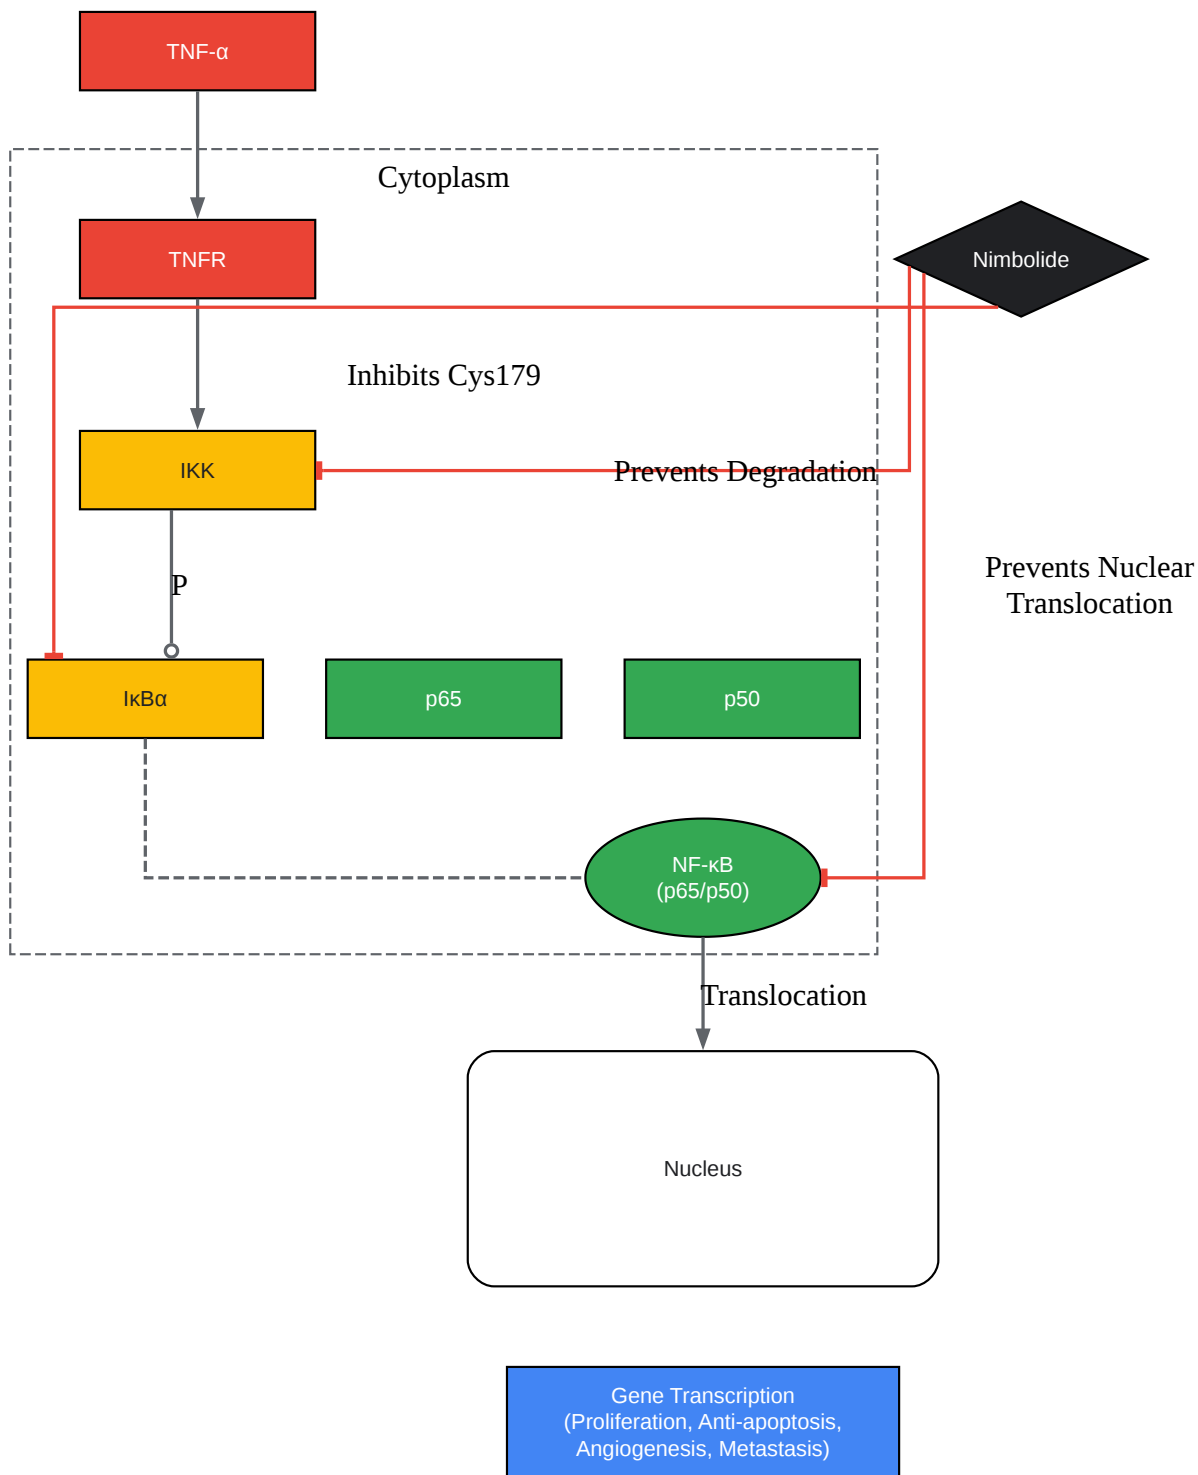 TNF-α
Cytoplasm
TNFR
Nimbolide
Inhibits Cys179
IKK
Prevents Degradation
Prevents Nuclear
Translocation
P
IκBα
p65
p50
NF-κB
(p65/p50)
Translocation
Nucleus
Gene Transcription
(Proliferation, Anti-apoptosis,
Angiogenesis, Metastasis)